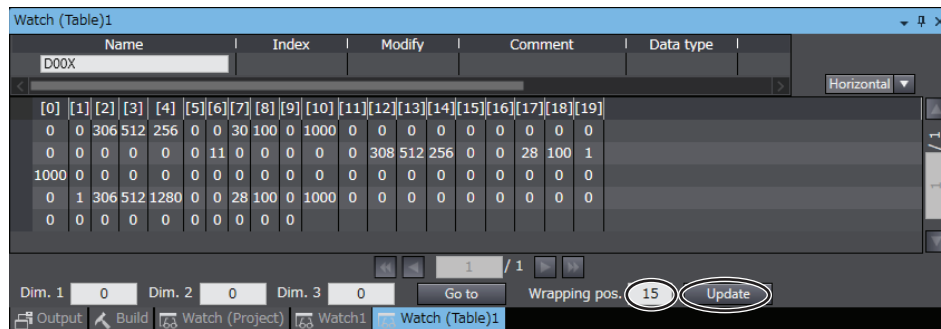 Watch (Table)1
Name Index Modify Comment Data type
D00X
Horizontal
[0] [1] [2] [3] [4] [5] [6] [7] [8] [9] [10] [11] [12] [13] [14] [15] [16] [17] [18] [19]
0 0 306 512 256 0 0 30 100 0 1000 0 0 0 0 0 0 0 0 0
0 0 0 0 0 0 11 0 0 0 0 0 308 512 256 0 0 28 100 1
1000 0 0 0 0 0 0 0 0 0 0 0 0 0 0 0 0 0 0 0
0 1 306 512 1280 0 0 28 100 0 1000 0 0 0 0 0 0 0 0 0
0 0 0 0 0 0 0 0 0 0
/ 1
1
1 / 1
Dim. 1 0 Dim. 2 0 Dim. 3 0 Go to Wrapping pos. 15 Update
Output Build Watch (Project) Watch1 Watch (Table)1